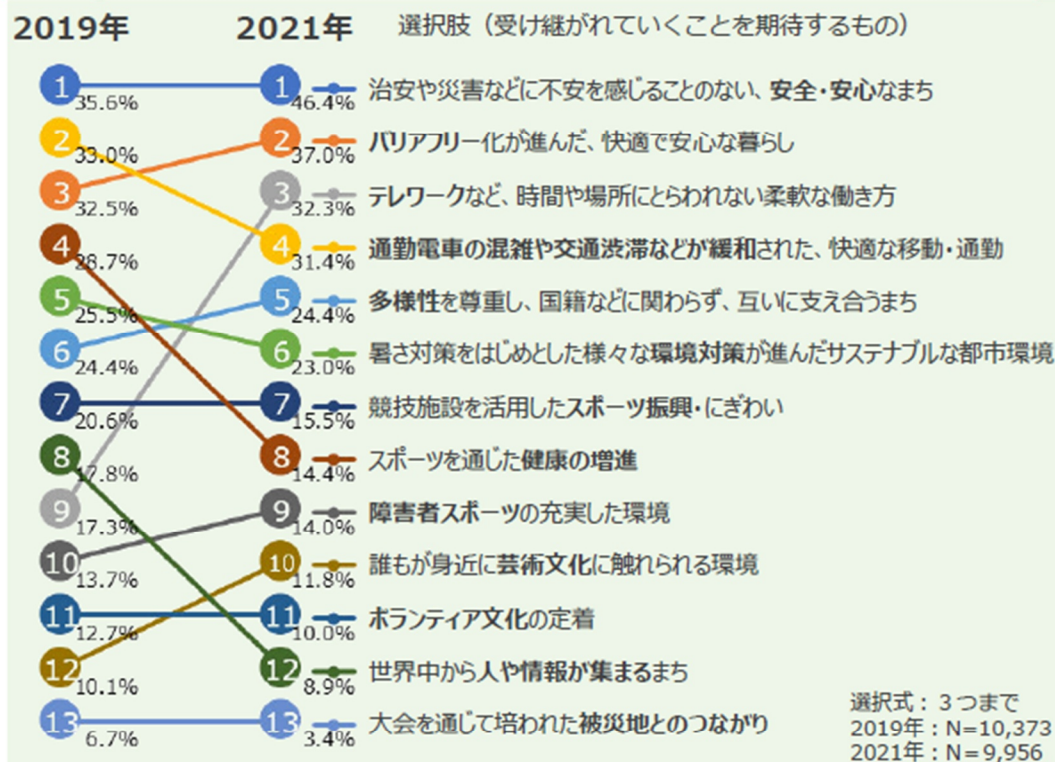 2019年 2021年 選択肢（受け継がれていくことを期待するもの）
1 35.6% 1 46.4% 治安や災害などに不安を感じることのない、安全・安心なまち
2 33.0% 2 37.0% バリアフリー化が進んだ、快適で安心な暮らし
3 32.5% 3 32.3% テレワークなど、時間や場所にとらわれない柔軟な働き方
4 28.7% 4 31.4% 通勤電車の混雑や交通渋滞などが緩和された、快適な移動・通勤
5 25.5% 5 24.4% 多様性を尊重し、国籍などに関わらず、互いに支え合うまち
6 24.4% 6 23.0% 暑さ対策をはじめとした様々な環境対策が進んだサステナブルな都市環境
7 20.6% 7 15.5% 競技施設を活用したスポーツ振興・にぎわい
8 17.8% 8 14.4% スポーツを通じた健康の増進
9 17.3% 9 14.0% 障害者スポーツの充実した環境
10 13.7% 10 11.8% 誰もが身近に芸術文化に触れられる環境
11 12.7% 11 10.0% ボランティア文化の定着
12 10.1% 12 8.9% 世界中から人や情報が集まるまち
13 6.7% 13 3.4% 大会を通じて培われた被災地とのつながり
選択式：３つまで
2019年：N=10,373
2021年：N＝9,956